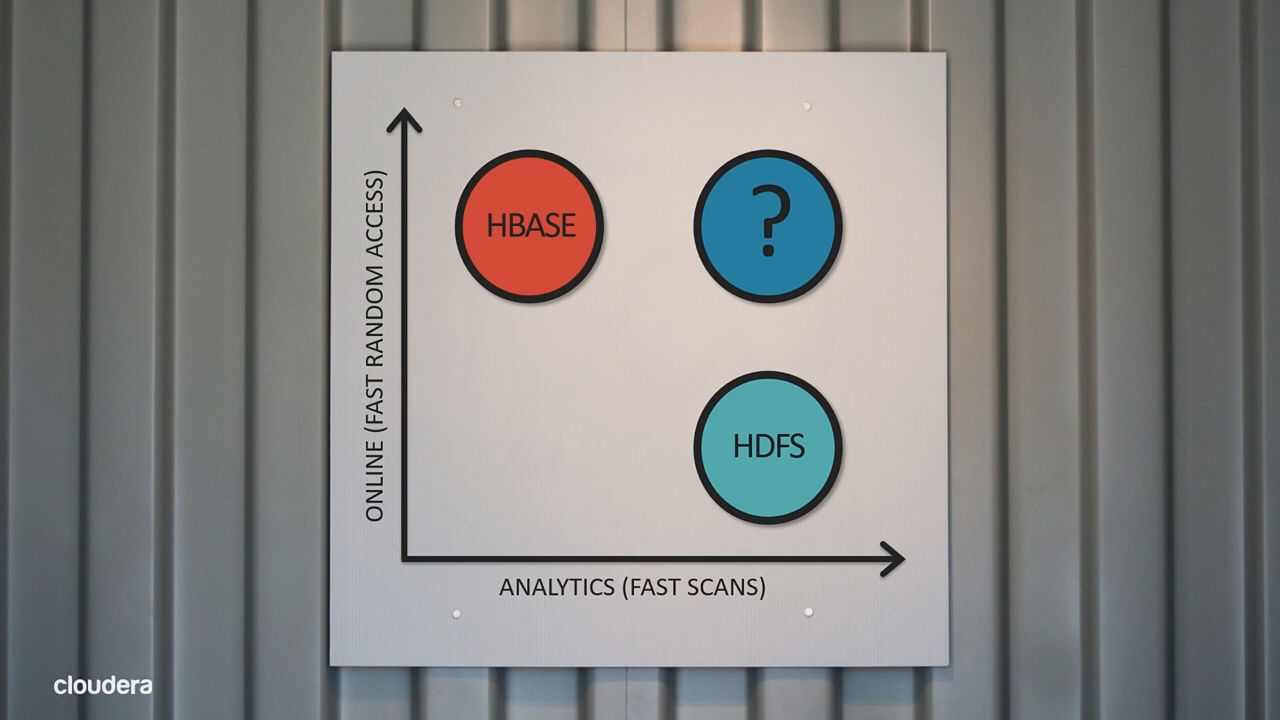 ONLINE (FAST RANDOM ACCESS)
HBASE
?
HDFS
ANALYTICS (FAST SCANS)
cloudera